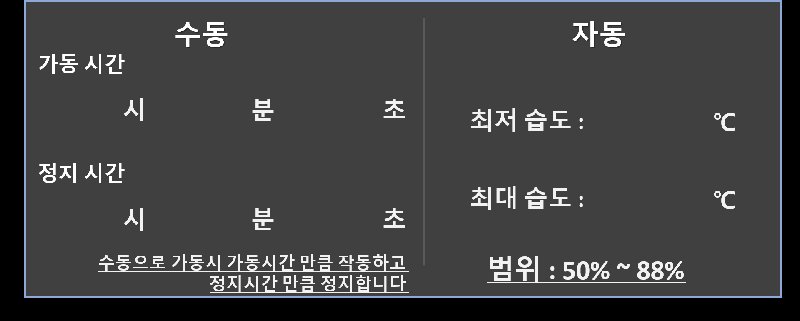 수동
가동 시간
시 분 초
정지 시간
시 분 초
수동으로 가동시 가동시간 만큼 작동하고
정지시간 만큼 정지합니다
자동
최저 습도 : ℃
최대 습도 : ℃
범위 : 50% ~ 88%